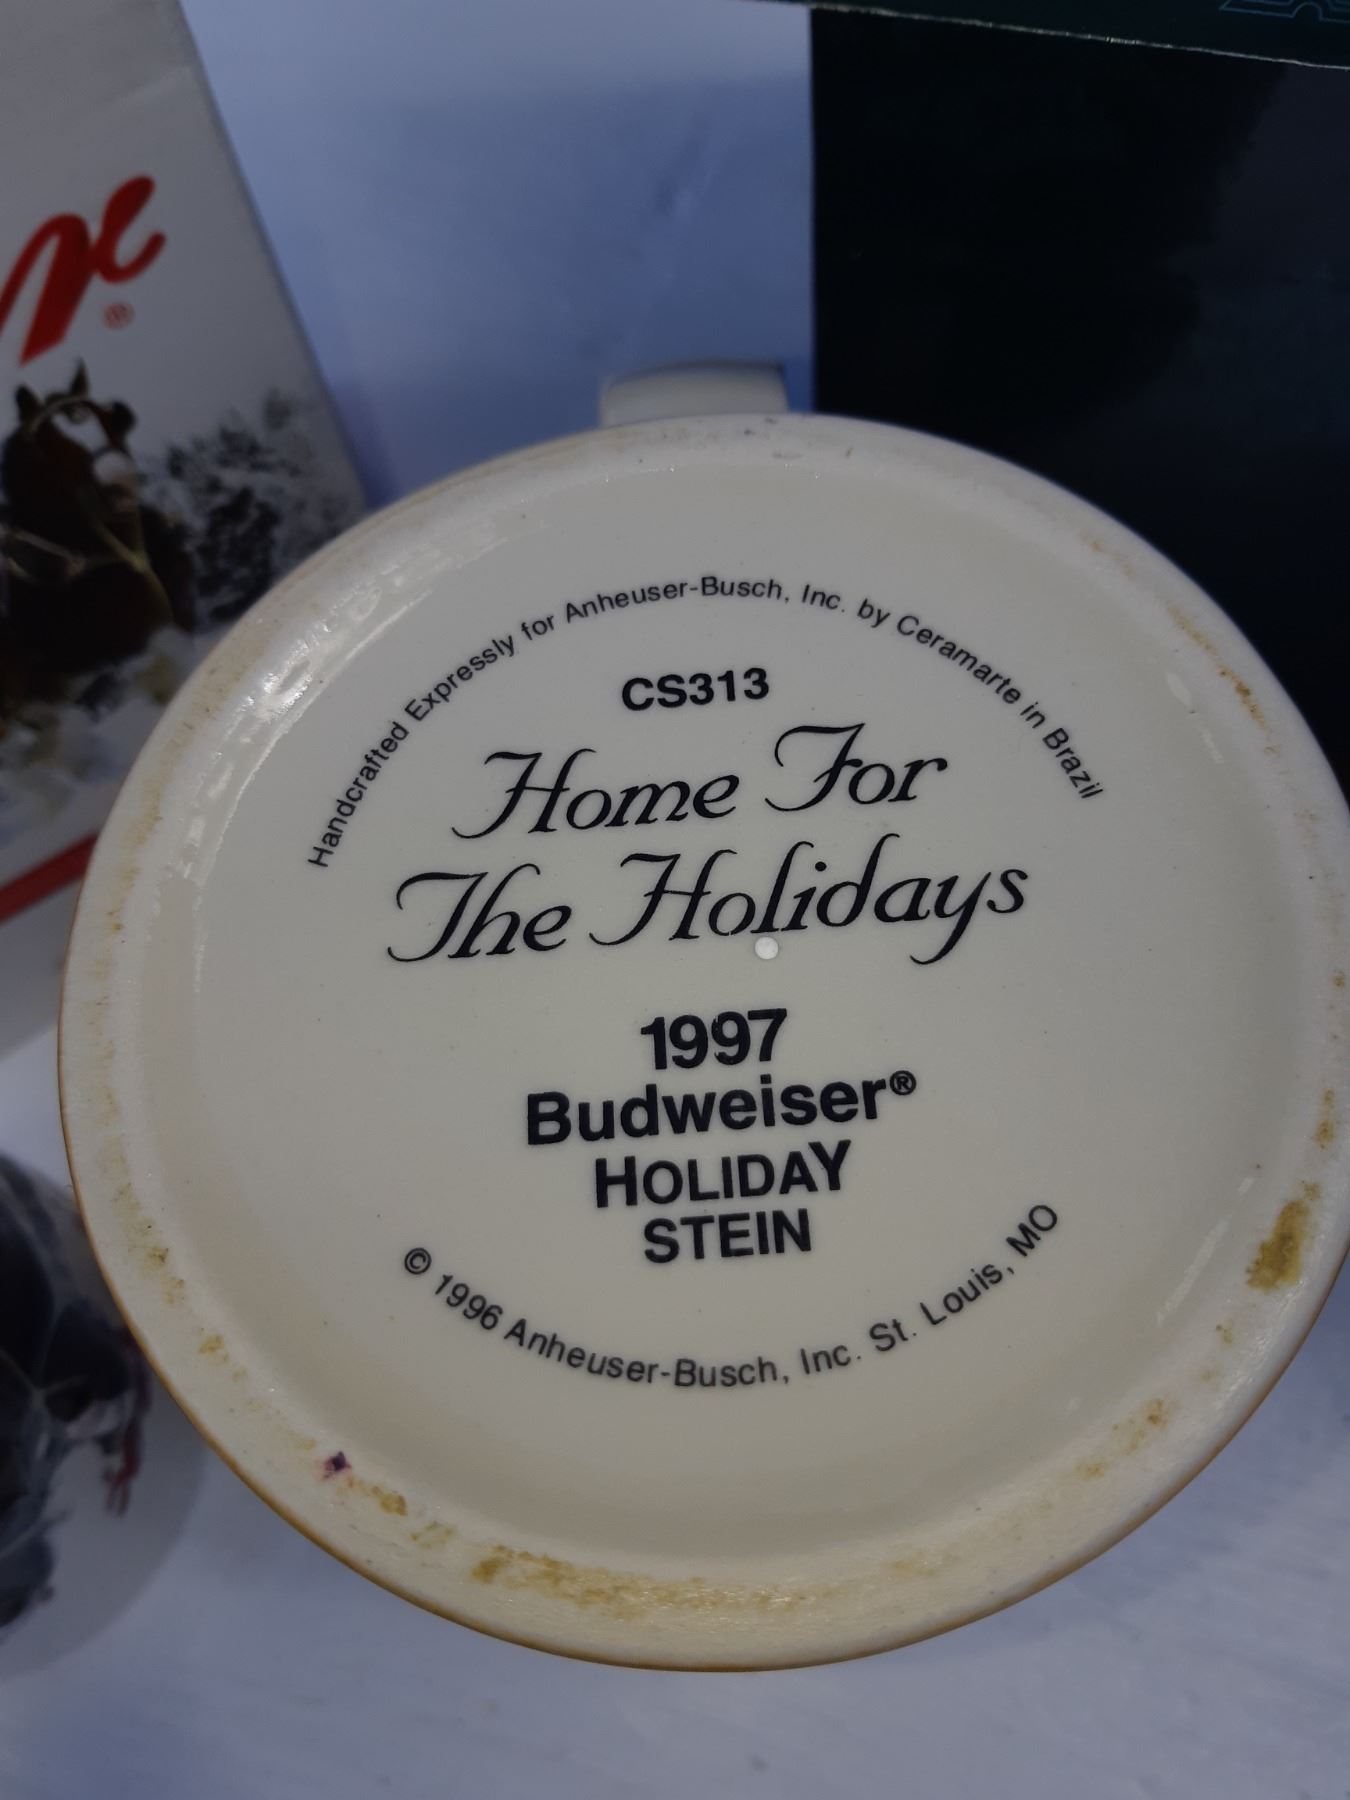 Handcrafted Expressly for Anheuser-Busch, Inc. by Ceramarte in Brazil
CS313
Home For
The Holidays
1997
Budweiser®
HOLIDAY
STEIN
© 1996 Anheuser-Busch, Inc. St. Louis, MO